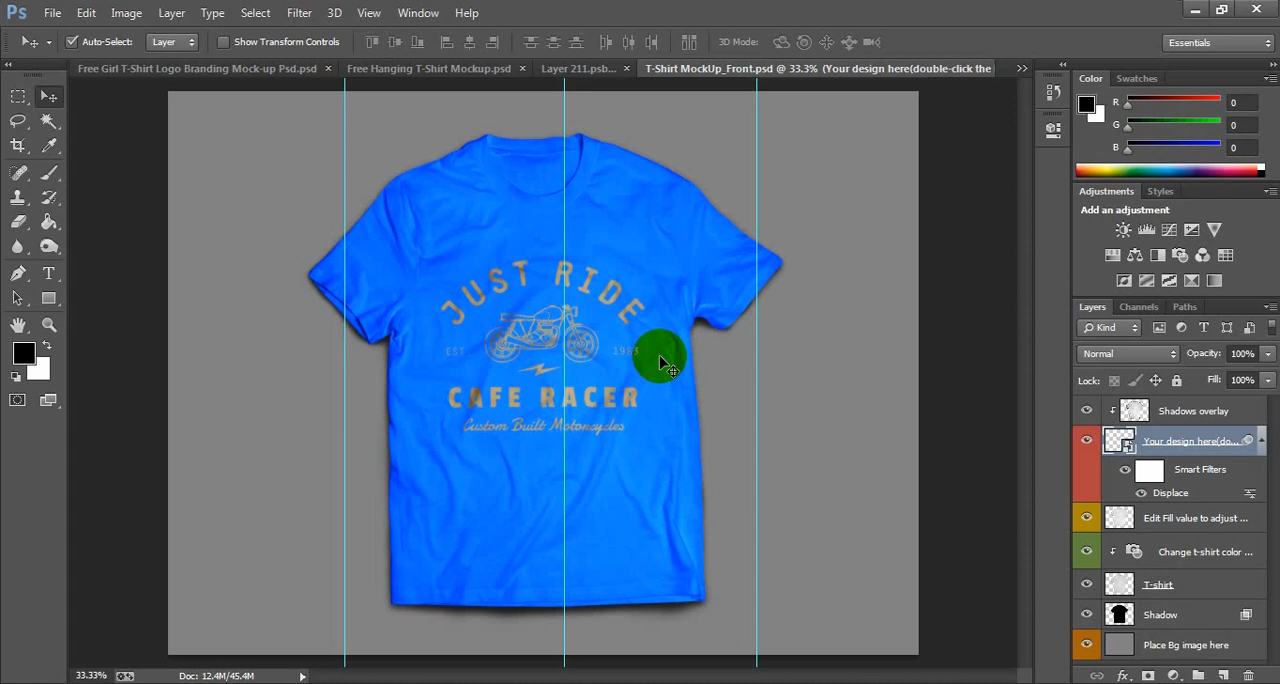 Ps File Edit Image Layer Type Select Filter 3D View Window Help
Auto-Select: Layer Show Transform Controls 3D Mode: Essentials
Free Girl T-Shirt Logo Branding Mock-up Psd.psd × Free Hanging T-Shirt Mockup.psd × Layer 211.psb... × T-Shirt MockUp_Front.psd @ 33.3% (Your design here(double-click the
Color Swatches
R 0
G 0
B 0
Adjustments Styles
Add an adjustment
JUST RIDE
EST 1983
CAFE RACER
Custom Built Motorcycles
Layers Channels Paths
Kind
Normal Opacity: 100%
Lock: Fill: 100%
Shadows overlay
Your design here(do...
Smart Filters
Displace
Edit Fill value to adjust ...
Change t-shirt color ...
T-shirt
Shadow
Place Bg image here
fx
33.33% Doc: 12.4M/45.4M